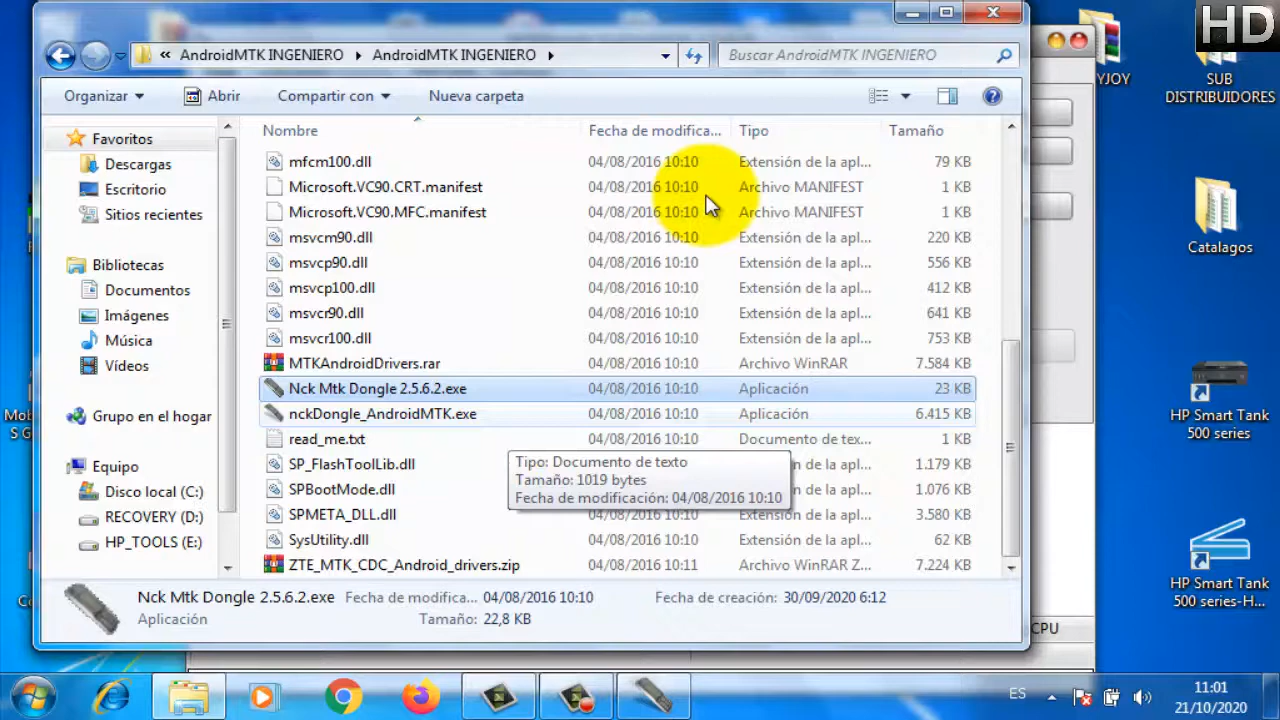 HD
« AndroidMTK INGENIERO AndroidMTK INGENIERO
Buscar AndroidMTK INGENIERO
Organizar Abrir Compartir con Nueva carpeta
Nombre Fecha de modifica... Tipo Tamaño
mfcm100.dll 04/08/2016 10:10 Extensión de la apl... 79 KB
Microsoft.VC90.CRT.manifest 04/08/2016 10:10 Archivo MANIFEST 1 KB
Microsoft.VC90.MFC.manifest 04/08/2016 10:10 Archivo MANIFEST 1 KB
msvcm90.dll 04/08/2016 10:10 Extensión de la apl... 220 KB
msvcp90.dll 04/08/2016 10:10 Extensión de la apl... 556 KB
msvcp100.dll 04/08/2016 10:10 Extensión de la apl... 412 KB
msvcr90.dll 04/08/2016 10:10 Extensión de la apl... 641 KB
msvcr100.dll 04/08/2016 10:10 Extensión de la apl... 753 KB
MTKAndroidDrivers.rar 04/08/2016 10:10 Archivo WinRAR 7.584 KB
Nck Mtk Dongle 2.5.6.2.exe 04/08/2016 10:10 Aplicación 23 KB
nckDongle_AndroidMTK.exe 04/08/2016 10:10 Aplicación 6.415 KB
read_me.txt 04/08/2016 10:10 Documento de tex... 1 KB
SP_FlashToolLib.dll de la apl... 1.179 KB
SPBootMode.dll de la apl... 1.076 KB
SPMETA_DLL.dll 04/08/2016 10:10 Extensión de la apl... 3.580 KB
SysUtility.dll 04/08/2016 10:10 Extensión de la apl... 62 KB
ZTE_MTK_CDC_Android_drivers.zip 04/08/2016 10:11 Archivo WinRAR Z... 7.224 KB
Tipo: Documento de texto
Tamaño: 1019 bytes
Fecha de modificación: 04/08/2016 10:10
Favoritos
Descargas
Escritorio
Sitios recientes
Bibliotecas
Documentos
Imágenes
Música
Vídeos
Grupo en el hogar
Equipo
Disco local (C:)
RECOVERY (D:)
HP_TOOLS (E:)
Nck Mtk Dongle 2.5.6.2.exe Fecha de modifica... 04/08/2016 10:10 Fecha de creación: 30/09/2020 6:12
Aplicación Tamaño: 22,8 KB
YJOY
SUB
DISTRIBUIDORES
Catalagos
HP Smart Tank
500 series
HP Smart Tank
500 series-H...
CPU
ES
11:01
21/10/2020